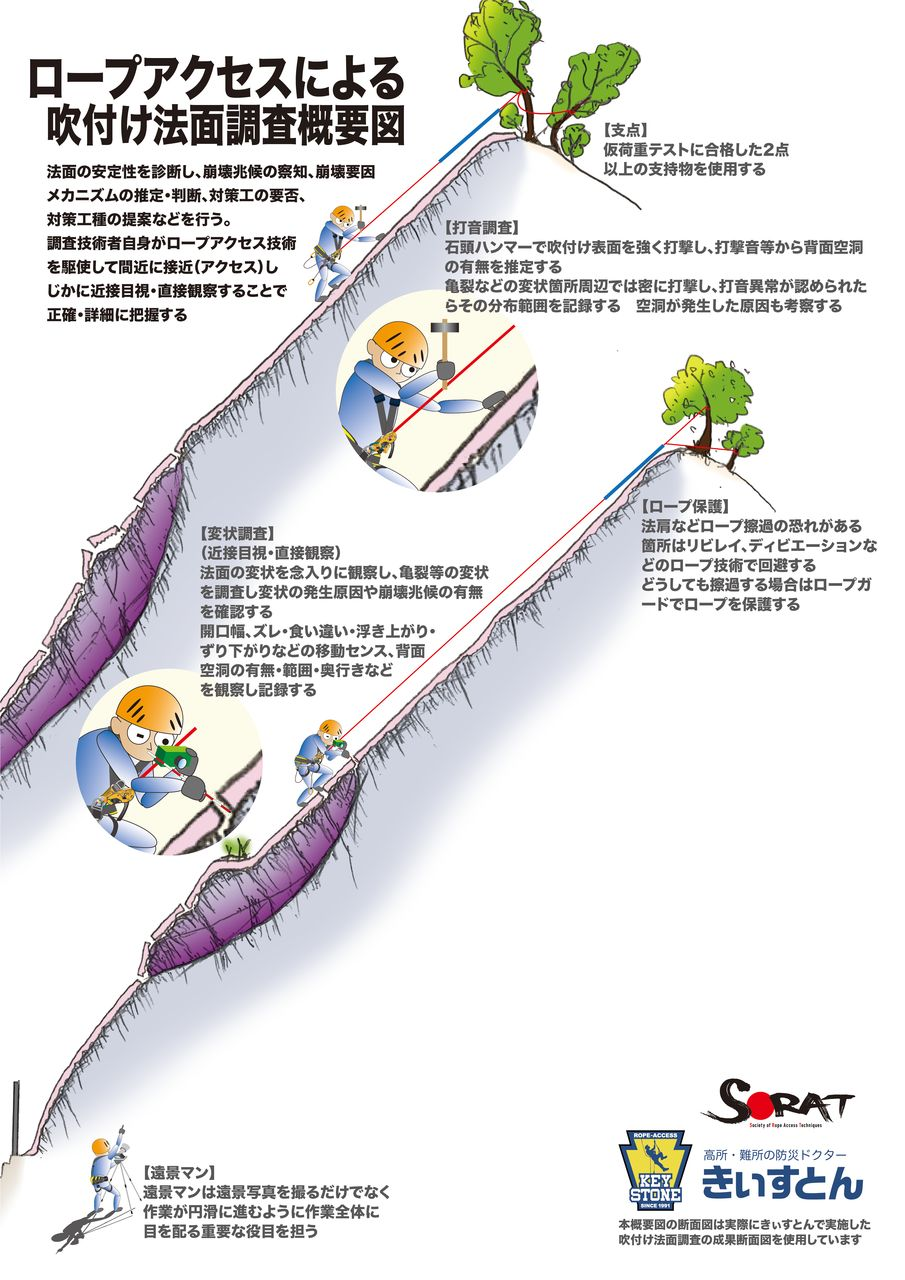 ロープアクセスによる
吹付け法面調査概要図
法面の安定性を診断し、崩壊兆候の察知、崩壊要因
メカニズムの推定・判断、対策工の要否、
対策工種の提案などを行う。
調査技術者自身がロープアクセス技術
を駆使して間近に接近(アクセス)し
じかに近接目視・直接観察することで
正確・詳細に把握する
【支点】
仮荷重テストに合格した2点
以上の支持物を使用する
【打音調査】
石頭ハンマーで吹付け表面を強く打撃し、打撃音等から背面空洞
の有無を推定する
亀裂などの変状箇所周辺では密に打撃し、打音異常が認められた
らその分布範囲を記録する　空洞が発生した原因も考察する
【ロープ保護】
法肩などロープ擦過の恐れがある
箇所はリビレイ、ディビエーションな
どのロープ技術で回避する
どうしても擦過する場合はロープガ
ードでロープを保護する
【変状調査】
(近接目視・直接観察)
法面の変状を念入りに観察し、亀裂等の変状
を調査し変状の発生原因や崩壊兆候の有無
を確認する
開口幅、ズレ・食い違い・浮き上がり・
ずり下がりなどの移動センス、背面
空洞の有無・範囲・奥行きなど
を観察し記録する
【遠景マン】
遠景マンは遠景写真を撮るだけでなく
作業が円滑に進むように作業全体に
目を配る重要な役目を担う
SORAT
Society of Rope Access Techniques
ROPE-ACCESS
KEY
STONE
SINCE 1991
高所・難所の防災ドクター
きぃすとん
本概要図の断面図は実際にきぃすとんで実施した
吹付け法面調査の成果断面図を使用しています